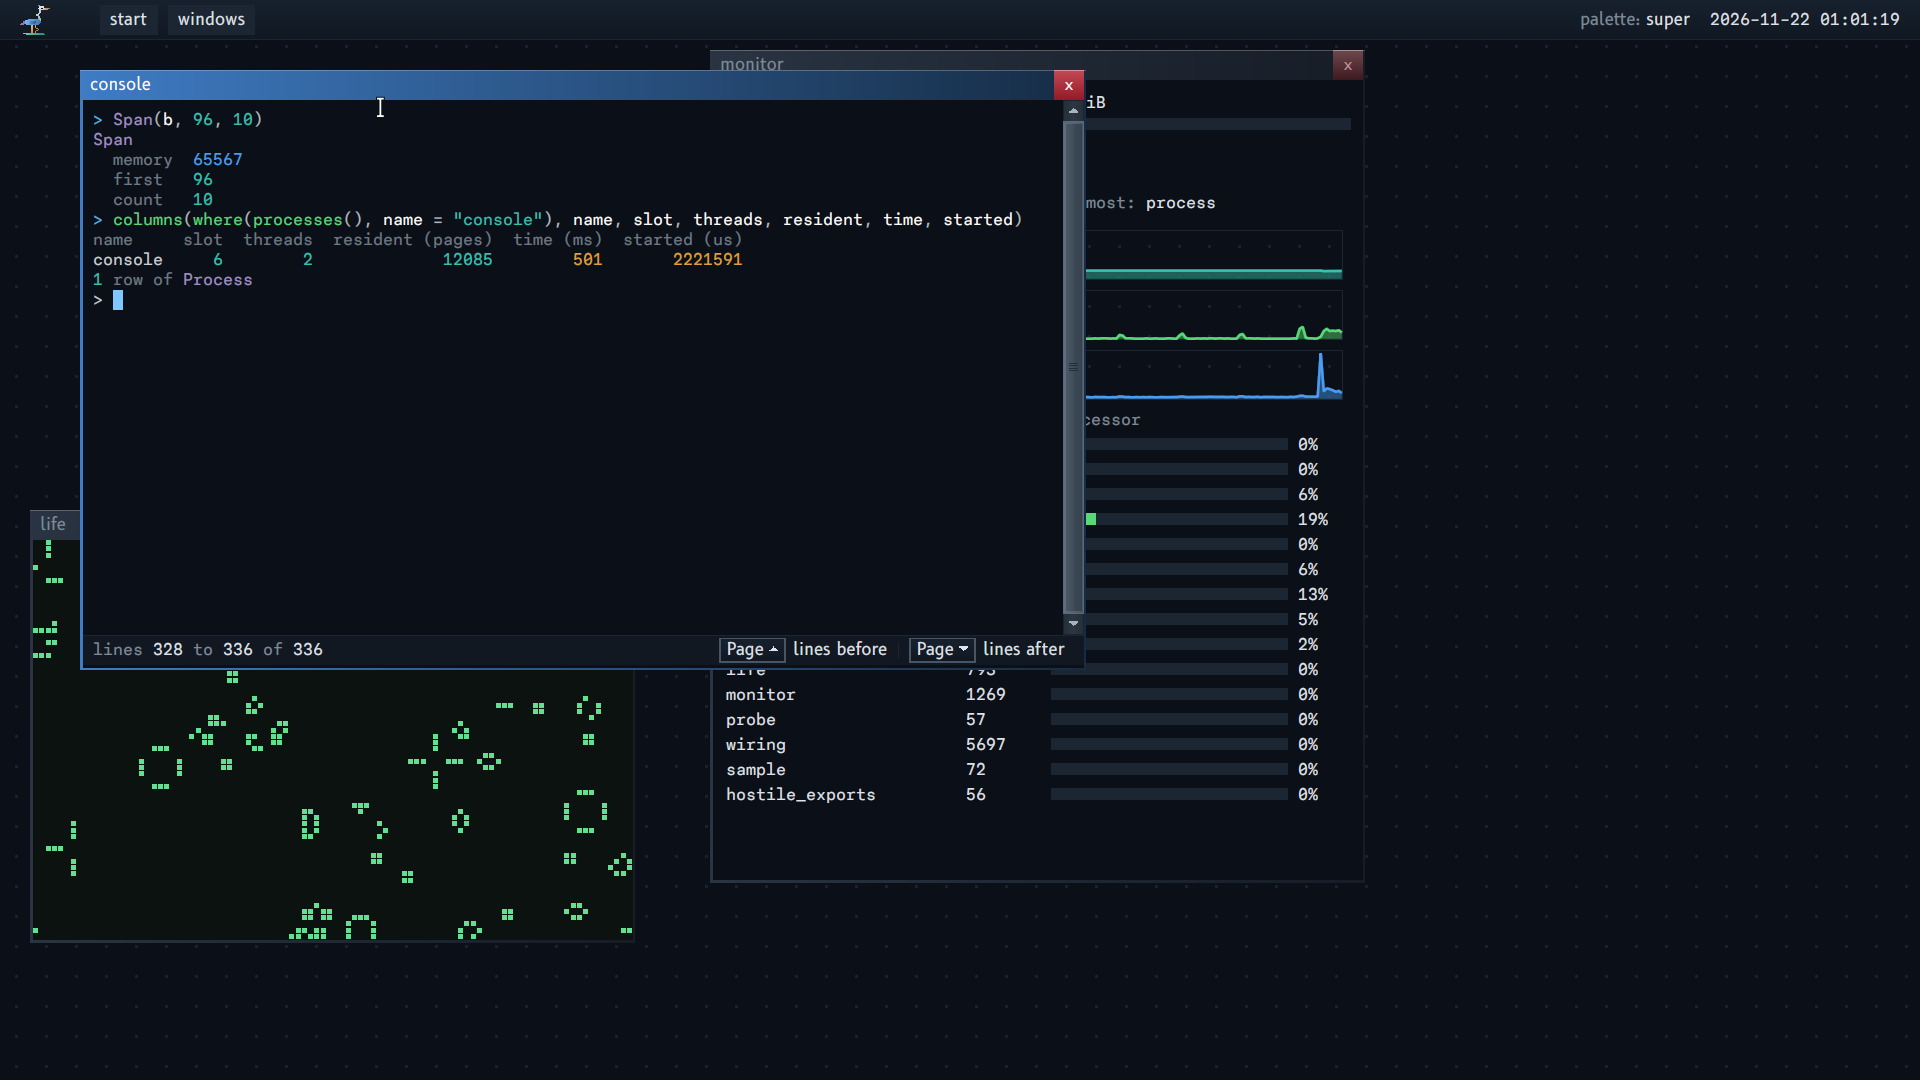 start windows palette: super 2026-11-22 01:01:19
monitor x
console x
> Span(b, 96, 10)
Span
memory 65567
first 96
count 10
> columns(where(processes(), name = "console"), name, slot, threads, resident, time, started)
name slot threads resident (pages) time (ms) started (us)
console 6 2 12085 501 2221591
1 row of Process
>
lines 328 to 336 of 336 Page lines before Page lines after
iB
most: process
cessor
0%
0%
6%
19%
0%
6%
13%
5%
2%
life 793 0%
monitor 1269 0%
probe 57 0%
wiring 5697 0%
sample 72 0%
hostile_exports 56 0%
life